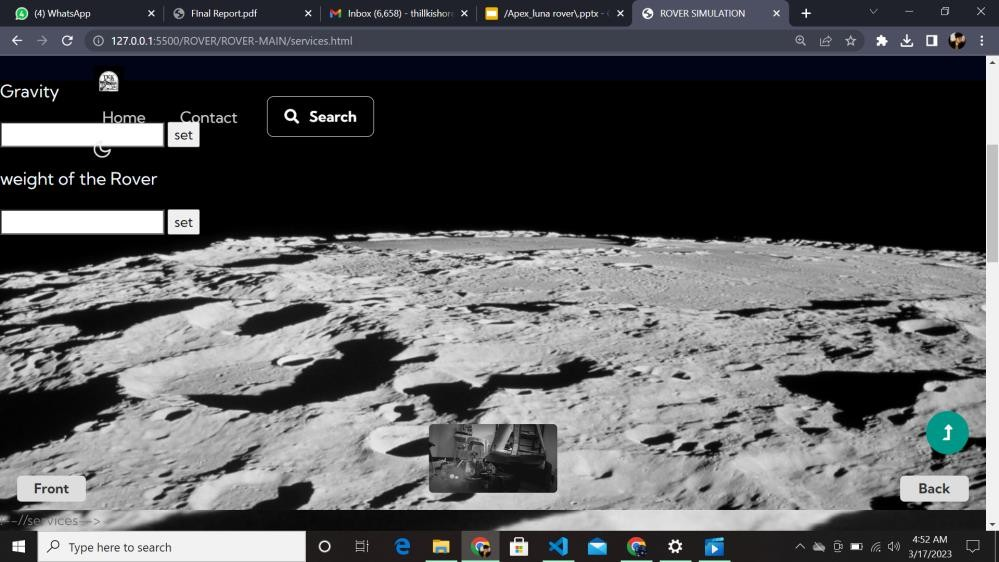 (4) WhatsApp
FInal Report.pdf
Inbox (6,658) - thillkishor
/Apex_luna rover\.pptx -
ROVER SIMULATION
127.0.0.1:5500/ROVER/ROVER-MAIN/services.html
Gravity
Home
Contact
Search
set
weight of the Rover
set
Front
Back
!--//services-->
Type here to search
4:52 AM
3/17/2023